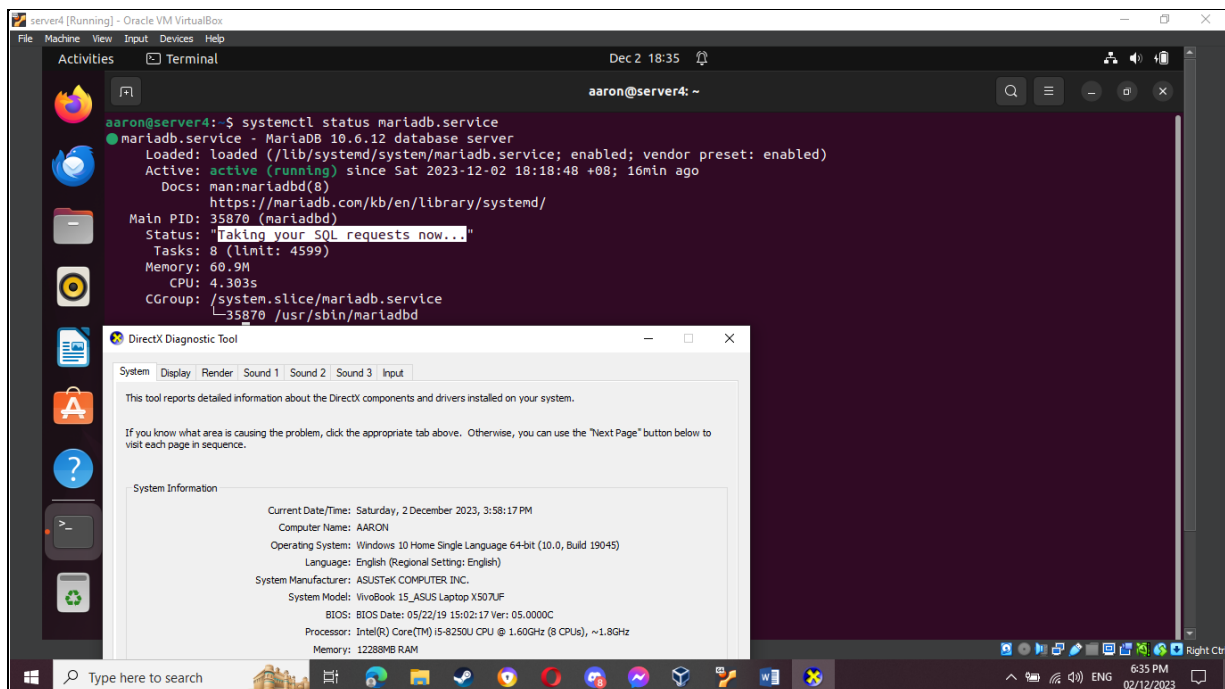 server4 [Running] - Oracle VM VirtualBox
File Machine View Input Devices Help
Activities Terminal Dec 2 18:35
aaron@server4: ~
aaron@server4:~$ systemctl status mariadb.service
mariadb.service - MariaDB 10.6.12 database server
Loaded: loaded (/lib/systemd/system/mariadb.service; enabled; vendor preset: enabled)
Active: active (running) since Sat 2023-12-02 18:18:48 +08; 16min ago
Docs: man:mariadbd(8)
https://mariadb.com/kb/en/library/systemd/
Main PID: 35870 (mariadbd)
Status: "Taking your SQL requests now..."
Tasks: 8 (limit: 4599)
Memory: 60.9M
CPU: 4.303s
CGroup: /system.slice/mariadb.service
└─35870 /usr/sbin/mariadbd
DirectX Diagnostic Tool
System Display Render Sound 1 Sound 2 Sound 3 Input
This tool reports detailed information about the DirectX components and drivers installed on your system.
If you know what area is causing the problem, click the appropriate tab above. Otherwise, you can use the "Next Page" button below to
visit each page in sequence.
System Information
Current Date/Time: Saturday, 2 December 2023, 3:58:17 PM
Computer Name: AARON
Operating System: Windows 10 Home Single Language 64-bit (10.0, Build 19045)
Language: English (Regional Setting: English)
System Manufacturer: ASUSTeK COMPUTER INC.
System Model: VivoBook 15_ASUS Laptop X507UF
BIOS: BIOS Date: 05/22/19 15:02:17 Ver: 05.0000C
Processor: Intel(R) Core(TM) i5-8250U CPU @ 1.60GHz (8 CPUs), ~1.8GHz
Memory: 12288MB RAM
Right Ctrl
Type here to search
ENG
6:35 PM
02/12/2023